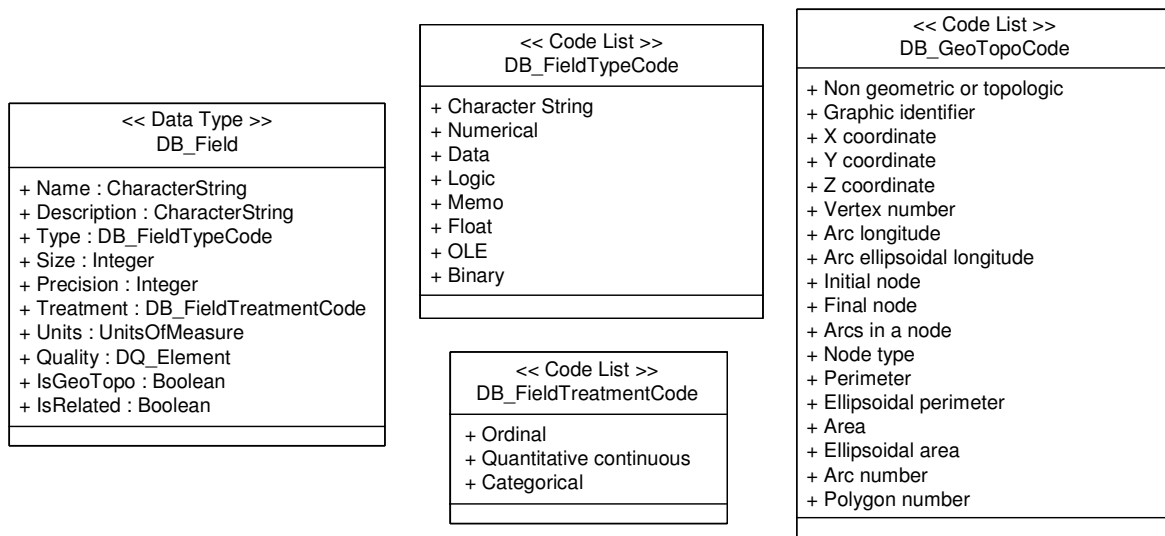 << Data Type >>
DB_Field
+ Name : CharacterString
+ Description : CharacterString
+ Type : DB_FieldTypeCode
+ Size : Integer
+ Precision : Integer
+ Treatment : DB_FieldTreatmentCode
+ Units : UnitsOfMeasure
+ Quality : DQ_Element
+ IsGeoTopo : Boolean
+ IsRelated : Boolean
<< Code List >>
DB_FieldTypeCode
+ Character String
+ Numerical
+ Data
+ Logic
+ Memo
+ Float
+ OLE
+ Binary
<< Code List >>
DB_FieldTreatmentCode
+ Ordinal
+ Quantitative continuous
+ Categorical
<< Code List >>
DB_GeoTopoCode
+ Non geometric or topologic
+ Graphic identifier
+ X coordinate
+ Y coordinate
+ Z coordinate
+ Vertex number
+ Arc longitude
+ Arc ellipsoidal longitude
+ Initial node
+ Final node
+ Arcs in a node
+ Node type
+ Perimeter
+ Ellipsoidal perimeter
+ Area
+ Ellipsoidal area
+ Arc number
+ Polygon number